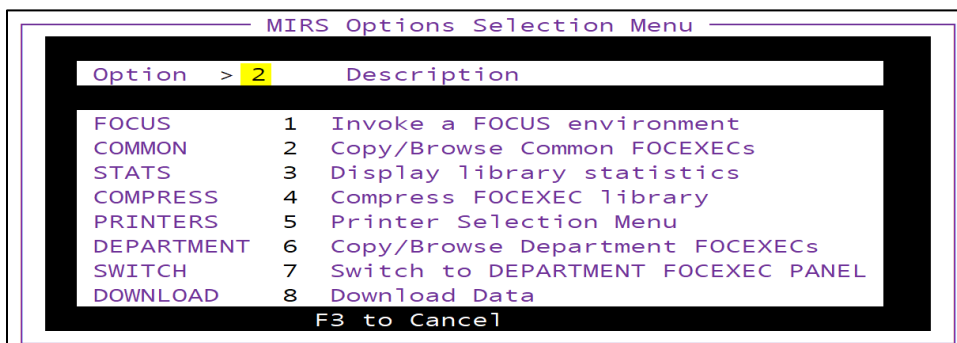 MIRS Options Selection Menu
Option > 2 Description
FOCUS 1 Invoke a FOCUS environment
COMMON 2 Copy/Browse Common FOCEXECs
STATS 3 Display library statistics
COMPRESS 4 Compress FOCEXEC library
PRINTERS 5 Printer Selection Menu
DEPARTMENT 6 Copy/Browse Department FOCEXECs
SWITCH 7 Switch to DEPARTMENT FOCEXEC PANEL
DOWNLOAD 8 Download Data
F3 to Cancel